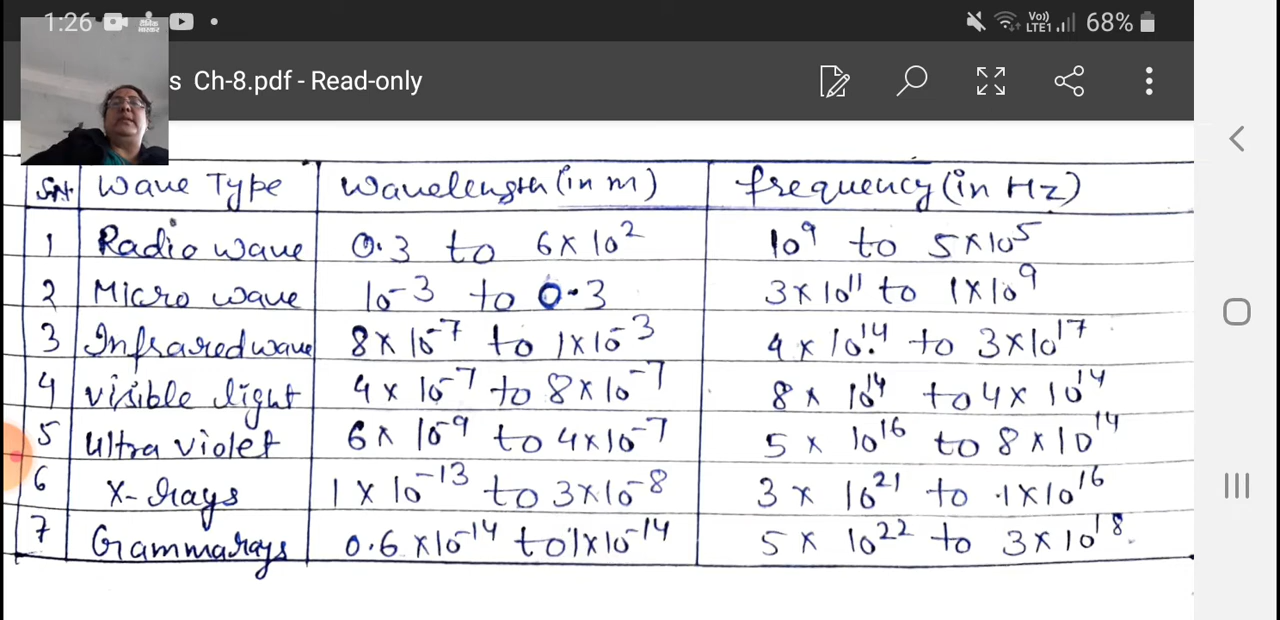 1:26 दैनिक भास्कर Vo)) LTE1 68%
s Ch-8.pdf - Read-only
S.N. Wave Type Wavelength (in m) frequency (in Hz)
1 Radio wave 0.3 to 6×10² 10⁹ to 5×10⁵
2 Micro wave 10⁻³ to 0.3 3×10¹¹ to 1×10⁹
3 Infrared wave 8×10⁻⁷ to 1×10⁻³ 4×10¹⁴ to 3×10¹⁷
4 visible light 4×10⁻⁷ to 8×10⁻⁷ 8×10¹⁴ to 4×10¹⁴
5 Ultra violet 6×10⁻⁹ to 4×10⁻⁷ 5×10¹⁶ to 8×10¹⁴
6 X-rays 1×10⁻¹³ to 3×10⁻⁸ 3×10²¹ to 1×10¹⁶
7 Gramma rays 0.6×10⁻¹⁴ to 1×10⁻¹⁴ 5×10²² to 3×10¹⁸